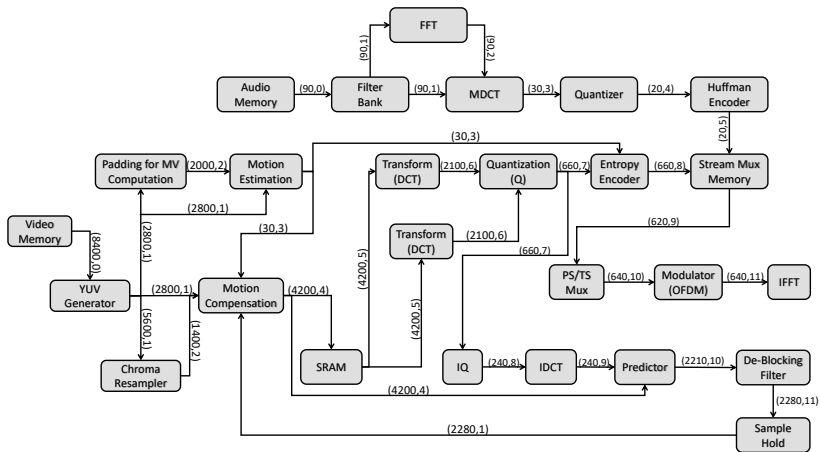 FFT
(90,1)
(90,2)
Audio
Memory
(90,0)
Filter
Bank
(90,1)
MDCT
(30,3)
Quantizer
(20,4)
Huffman
Encoder
(20,5)
(30,3)
Padding for MV
Computation
(2000,2)
Motion
Estimation
Transform
(DCT)
(2100,6)
Quantization
(Q)
(660,7)
Entropy
Encoder
(660,8)
Stream Mux
Memory
(2800,1)
(2800,1)
Video
Memory
(8400,0)
(30,3)
(4200,5)
Transform
(DCT)
(2100,6)
(660,7)
(620,9)
YUV
Generator
(2800,1)
Motion
Compensation
(4200,4)
(4200,5)
PS/TS
Mux
(640,10)
Modulator
(OFDM)
(640,11)
IFFT
(5600,1)
(1400,2)
Chroma
Resampler
SRAM
IQ
(240,8)
IDCT
(240,9)
Predictor
(2210,10)
De-Blocking
Filter
(4200,4)
(2280,11)
(2280,1)
Sample
Hold